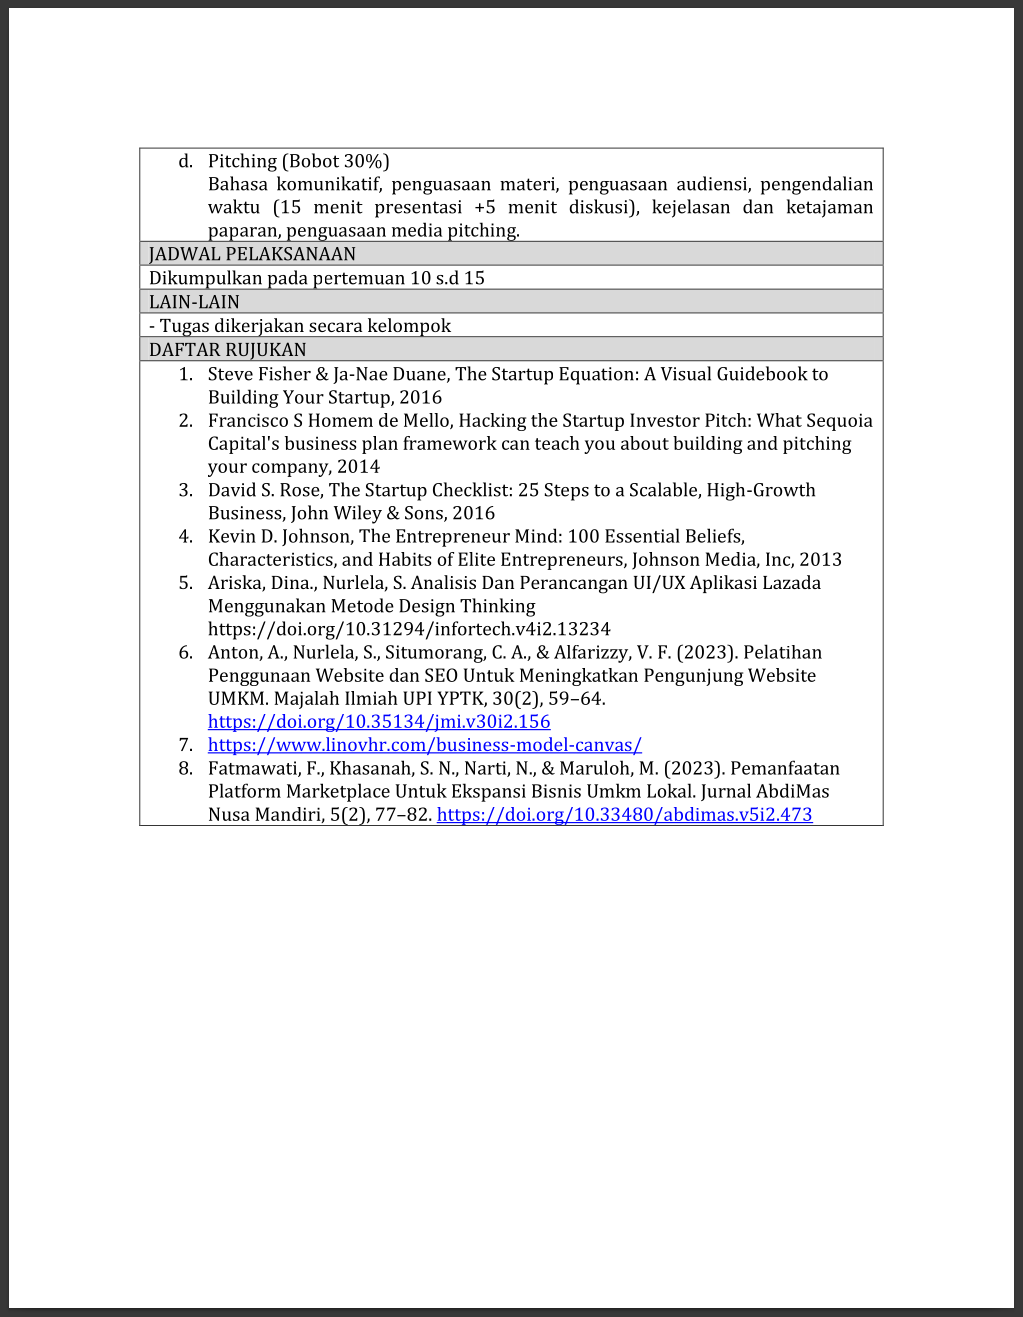 d. Pitching (Bobot 30%)
Bahasa komunikatif, penguasaan materi, penguasaan audiensi, pengendalian
waktu (15 menit presentasi +5 menit diskusi), kejelasan dan ketajaman
paparan, penguasaan media pitching.
JADWAL PELAKSANAAN
Dikumpulkan pada pertemuan 10 s.d 15
LAIN-LAIN
- Tugas dikerjakan secara kelompok
DAFTAR RUJUKAN
1. Steve Fisher & Ja-Nae Duane, The Startup Equation: A Visual Guidebook to
Building Your Startup, 2016
2. Francisco S Homem de Mello, Hacking the Startup Investor Pitch: What Sequoia
Capital's business plan framework can teach you about building and pitching
your company, 2014
3. David S. Rose, The Startup Checklist: 25 Steps to a Scalable, High-Growth
Business, John Wiley & Sons, 2016
4. Kevin D. Johnson, The Entrepreneur Mind: 100 Essential Beliefs,
Characteristics, and Habits of Elite Entrepreneurs, Johnson Media, Inc, 2013
5. Ariska, Dina., Nurlela, S. Analisis Dan Perancangan UI/UX Aplikasi Lazada
Menggunakan Metode Design Thinking
https://doi.org/10.31294/infortech.v4i2.13234
6. Anton, A., Nurlela, S., Situmorang, C. A., & Alfarizzy, V. F. (2023). Pelatihan
Penggunaan Website dan SEO Untuk Meningkatkan Pengunjung Website
UMKM. Majalah Ilmiah UPI YPTK, 30(2), 59–64.
https://doi.org/10.35134/jmi.v30i2.156
7. https://www.linovhr.com/business-model-canvas/
8. Fatmawati, F., Khasanah, S. N., Narti, N., & Maruloh, M. (2023). Pemanfaatan
Platform Marketplace Untuk Ekspansi Bisnis Umkm Lokal. Jurnal AbdiMas
Nusa Mandiri, 5(2), 77–82. https://doi.org/10.33480/abdimas.v5i2.473